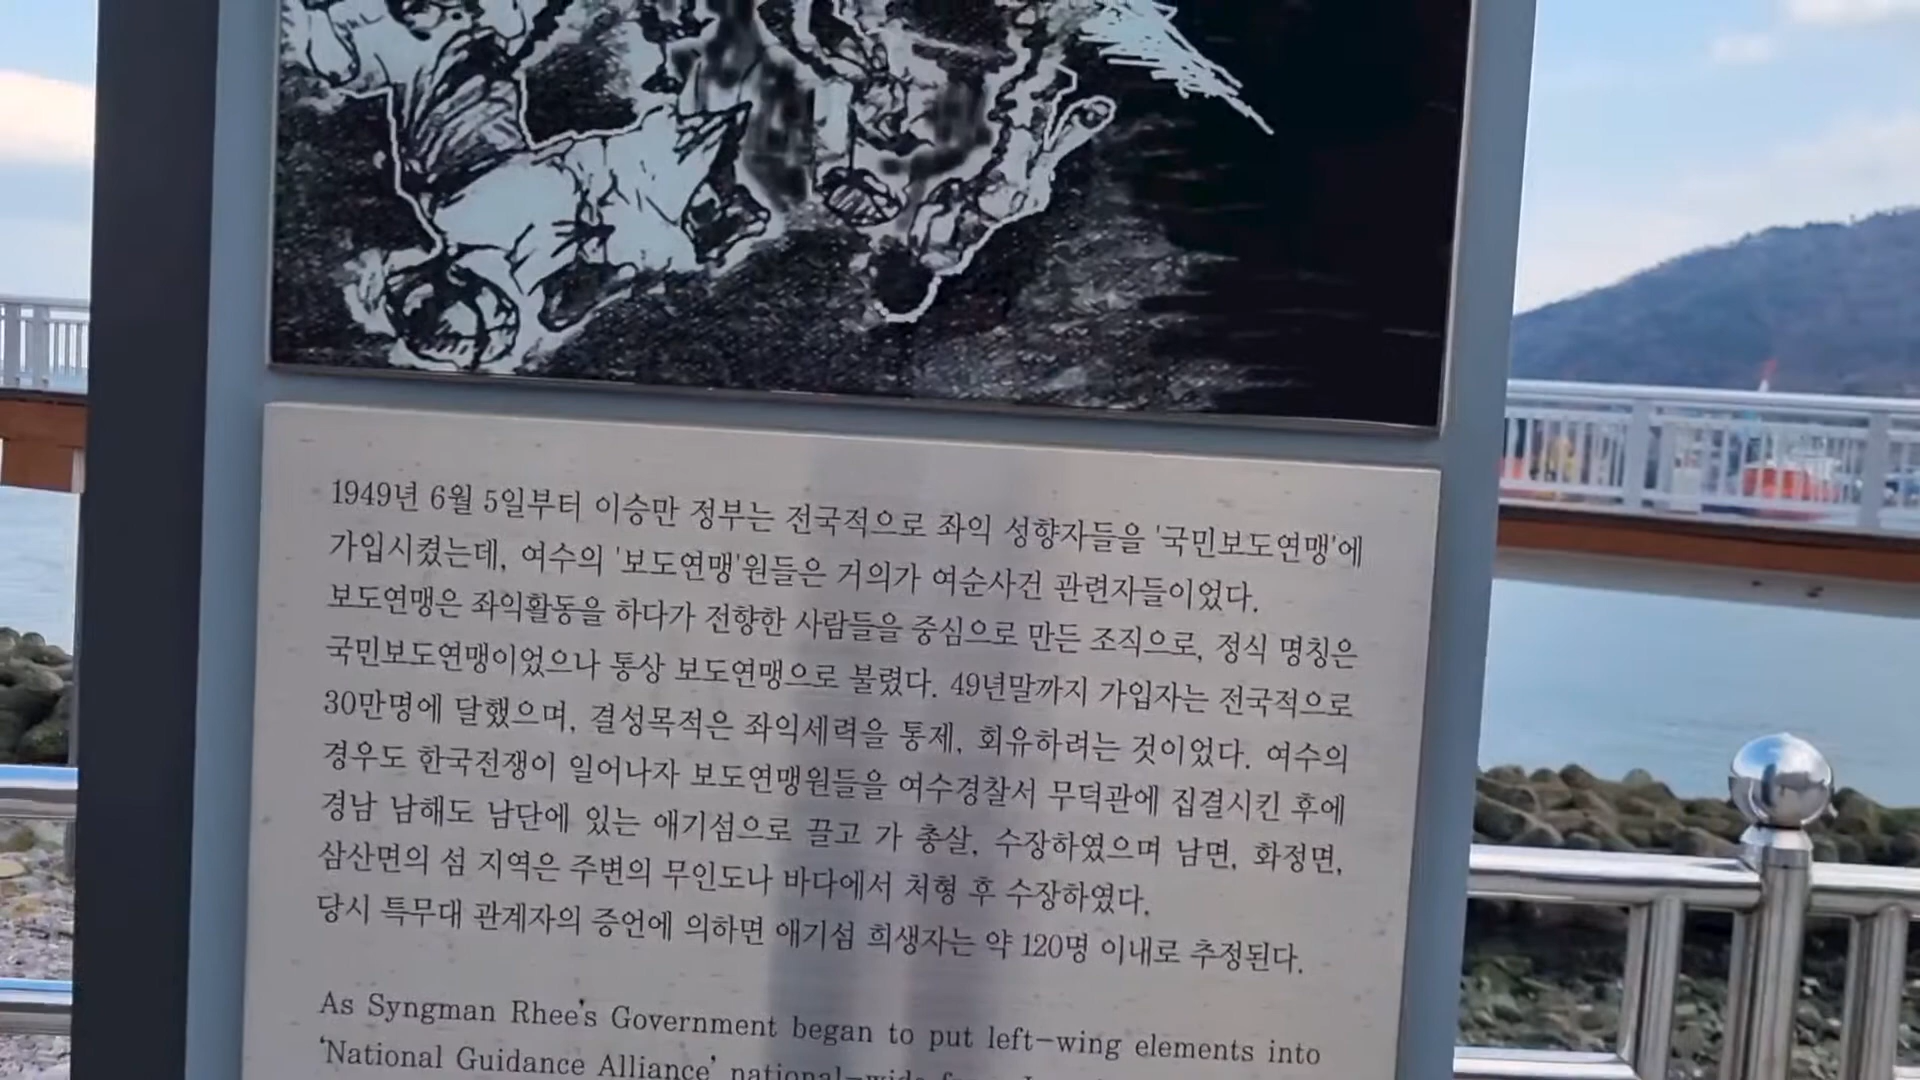 1949년 6월 5일부터 이승만 정부는 전국적으로 좌익 성향자들을 '국민보도연맹'에
가입시켰는데, 여수의 '보도연맹'원들은 거의가 여순사건 관련자들이었다.
보도연맹은 좌익활동을 하다가 전향한 사람들을 중심으로 만든 조직으로, 정식 명칭은
국민보도연맹이었으나 통상 보도연맹으로 불렸다. 49년말까지 가입자는 전국적으로
30만명에 달했으며, 결성목적은 좌익세력을 통제, 회유하려는 것이었다. 여수의
경우도 한국전쟁이 일어나자 보도연맹원들을 여수경찰서 무덕관에 집결시킨 후에
경남 남해도 남단에 있는 애기섬으로 끌고 가 총살, 수장하였으며 남면, 화정면,
삼산면의 섬 지역은 주변의 무인도나 바다에서 처형 후 수장하였다.
당시 특무대 관계자의 증언에 의하면 애기섬 희생자는 약 120명 이내로 추정된다.
As Syngman Rhee's Government began to put left-wing elements into
'National Guidance Alliance' national-wide